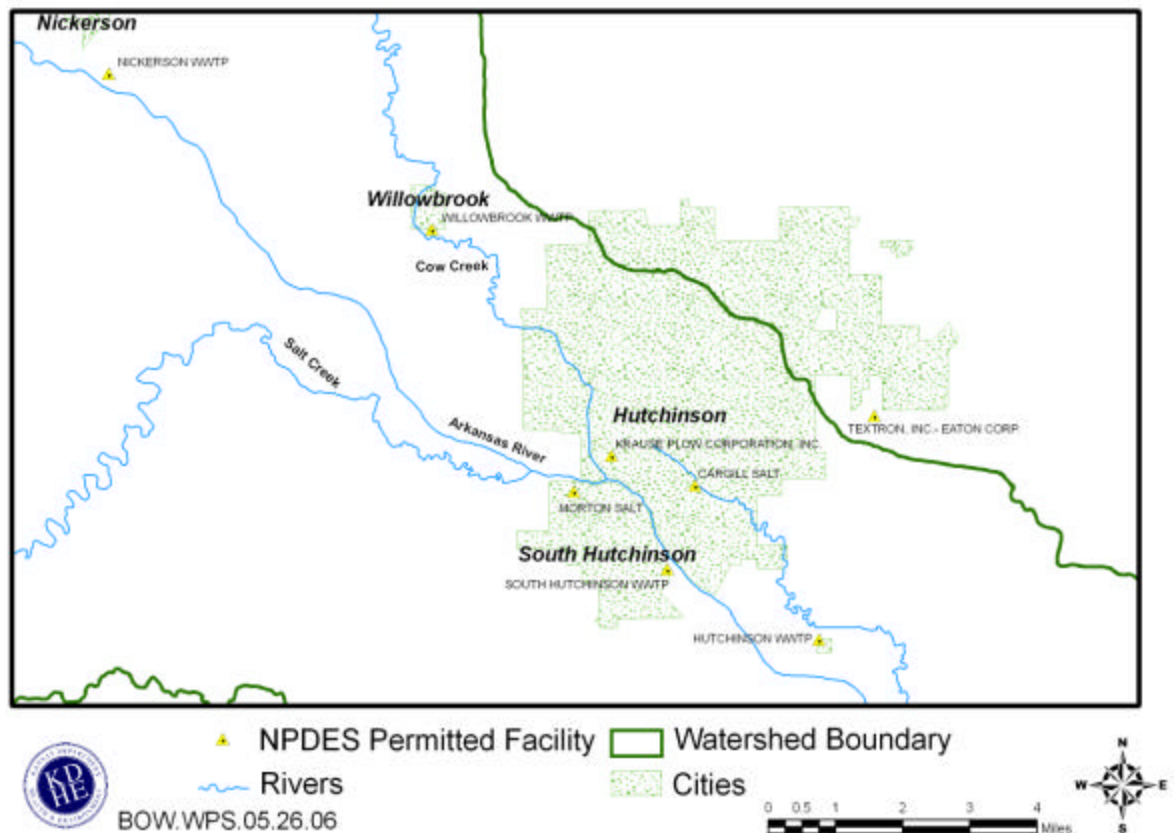 Nickerson
NICKERSON WWTP
Willowbrook
WILLOWBROOK WWTP
Cow Creek
Salt Creek
Arkansas River
Hutchinson
KRAUSE PLOW CORPORATION, INC.
TEXTRON, INC.- EATON CORP.
CARGILL SALT
MORTON SALT
South Hutchinson
SOUTH HUTCHINSON WWTP
HUTCHINSON WWTP
NPDES Permitted Facility
Watershed Boundary
Rivers
Cities
KD
HE
BOW.WPS.05.26.06
N
W
E
S
0 0.5 1 2 3 4
Miles